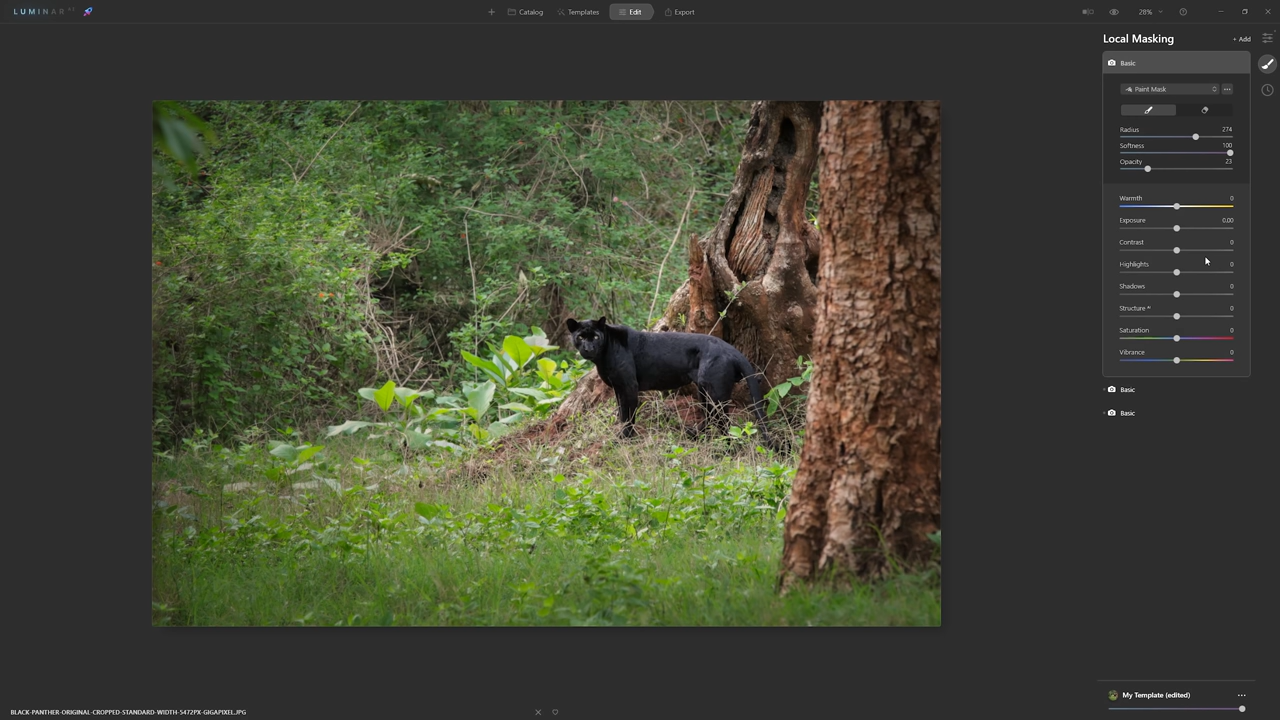 LUMINAR AI
Catalog
Templates
Edit
Export
28%
Local Masking
+ Add
Basic
Paint Mask
Radius 274
Softness 100
Opacity 23
Warmth 0
Exposure 0.00
Contrast 0
Highlights 0
Shadows 0
Structure AI 0
Saturation 0
Vibrance 0
Basic
Basic
My Template (edited)
BLACK-PANTHER-ORIGINAL-CROPPED-STANDARD-WIDTH-5472PX-GIGAPIXEL.JPG